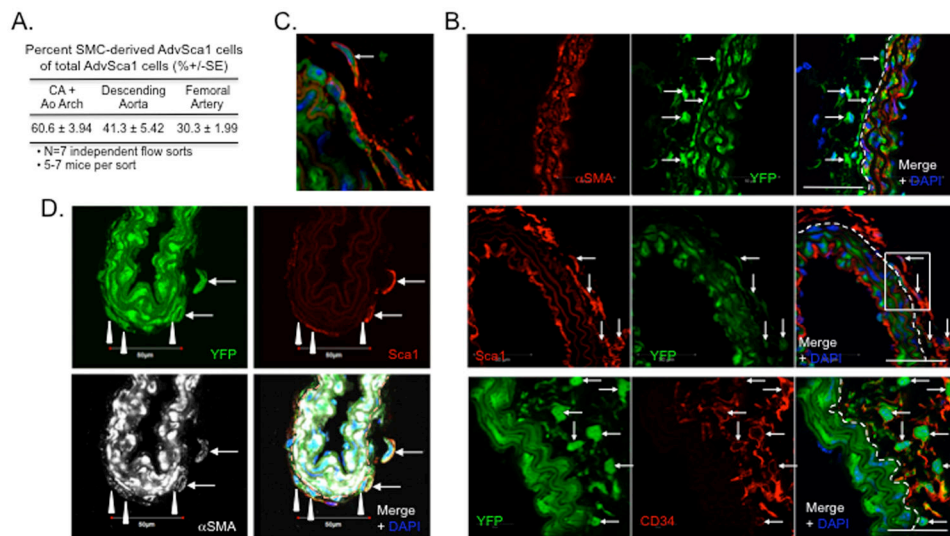 A.
Percent SMC-derived AdvSca1 cells
of total AdvSca1 cells (%+/-SE)
CA +
Ao Arch
Descending
Aorta
Femoral
Artery
60.6 ± 3.94
41.3 ± 5.42
30.3 ± 1.99
• N=7 independent flow sorts
• 5-7 mice per sort
C.
B.
αSMA
YFP
Merge
+ DAPI
Sca1
YFP
Merge
+ DAPI
YFP
CD34
Merge
+ DAPI
D.
50μm
YFP
50μm
Sca1
50μm
αSMA
50μm
Merge
+ DAPI